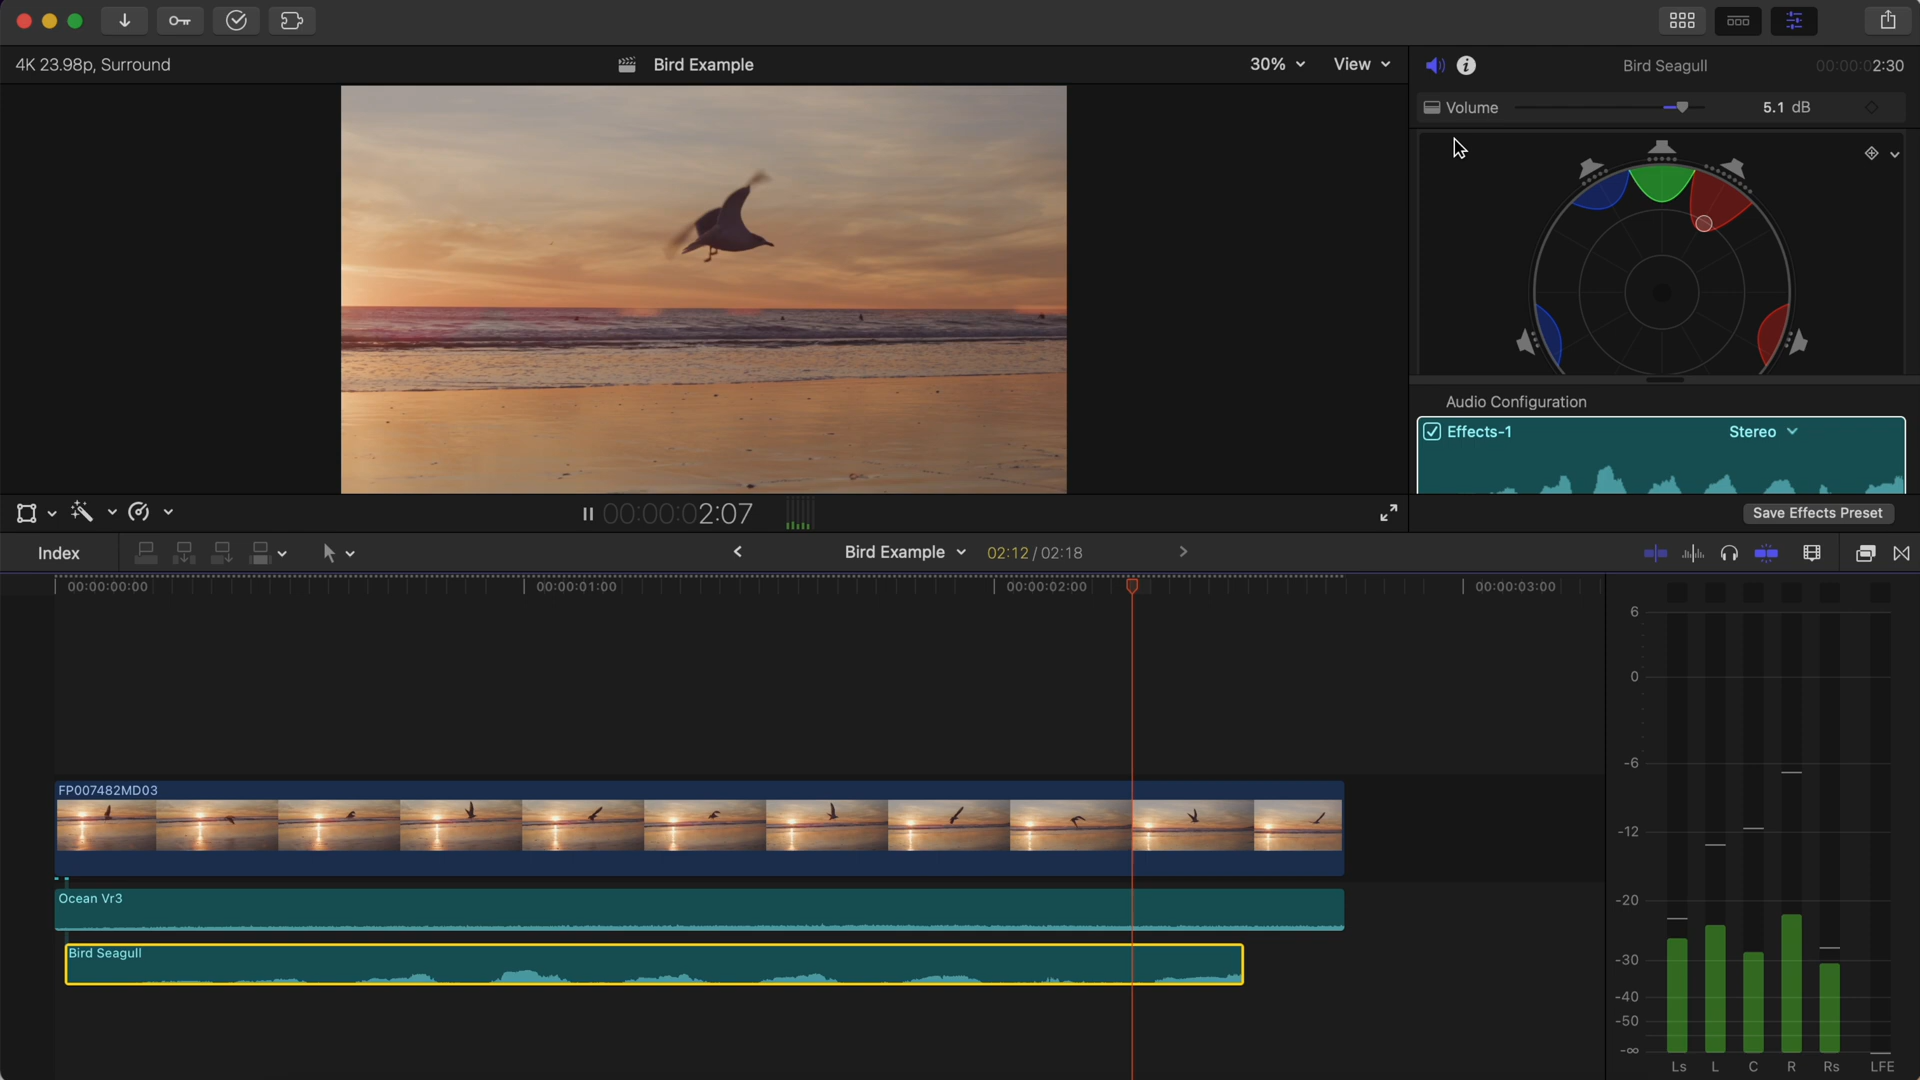 4K 23.98p, Surround
Bird Example
30%
View
Bird Seagull
00:00:02:30
Volume
5.1 dB
Audio Configuration
Effects-1
Stereo
Save Effects Preset
00:00:02:07
Index
Bird Example
02:12 / 02:18
00:00:00:00
00:00:01:00
00:00:02:00
00:00:03:00
FP007482MD03
Ocean Vr3
Bird Seagull
6
0
-6
-12
-20
-30
-40
-50
-∞
Ls L C R Rs LFE